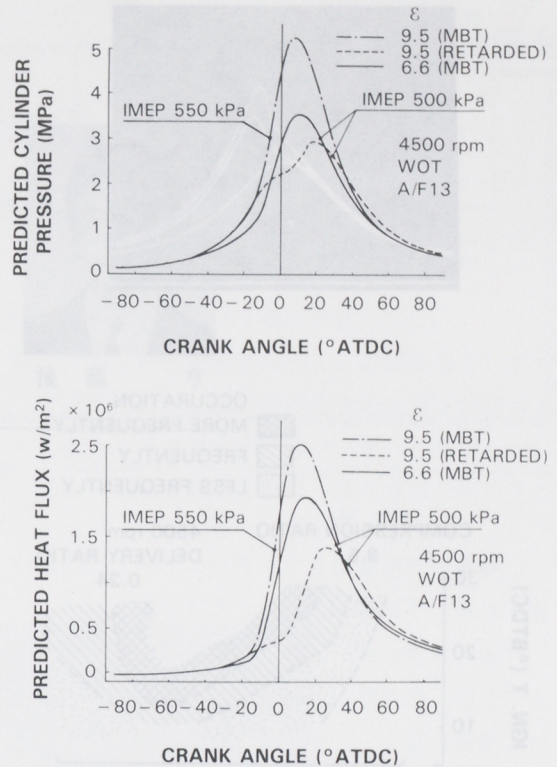 ε
9.5 (MBT)
9.5 (RETARDED)
6.6 (MBT)
IMEP 550 kPa
IMEP 500 kPa
4500 rpm
WOT
A/F13
PREDICTED CYLINDER
PRESSURE (MPa)
5
4
3
2
1
0
-80 -60 -40 -20 0 20 40 60 80
CRANK ANGLE (°ATDC)
× 10⁶
ε
9.5 (MBT)
9.5 (RETARDED)
6.6 (MBT)
IMEP 550 kPa
IMEP 500 kPa
4500 rpm
WOT
A/F13
PREDICTED HEAT FLUX (w/m²)
2.5
1.5
0.5
0
-80 -60 -40 -20 0 20 40 60 80
CRANK ANGLE (°ATDC)